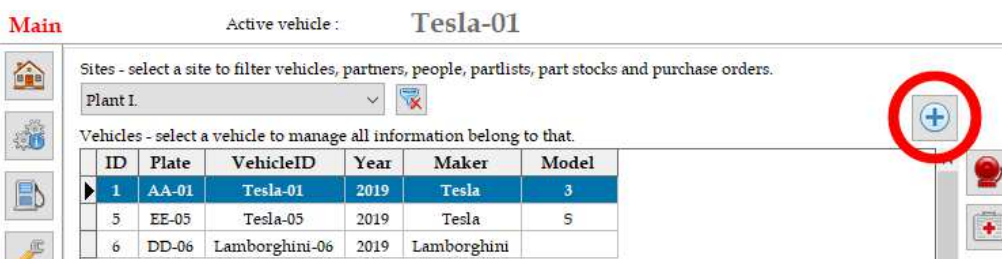 Main Active vehicle : Tesla-01
Sites - select a site to filter vehicles, partners, people, partlists, part stocks and purchase orders.
Plant I.
Vehicles - select a vehicle to manage all information belong to that.
ID Plate VehicleID Year Maker Model
1 AA-01 Tesla-01 2019 Tesla 3
5 EE-05 Tesla-05 2019 Tesla S
6 DD-06 Lamborghini-06 2019 Lamborghini